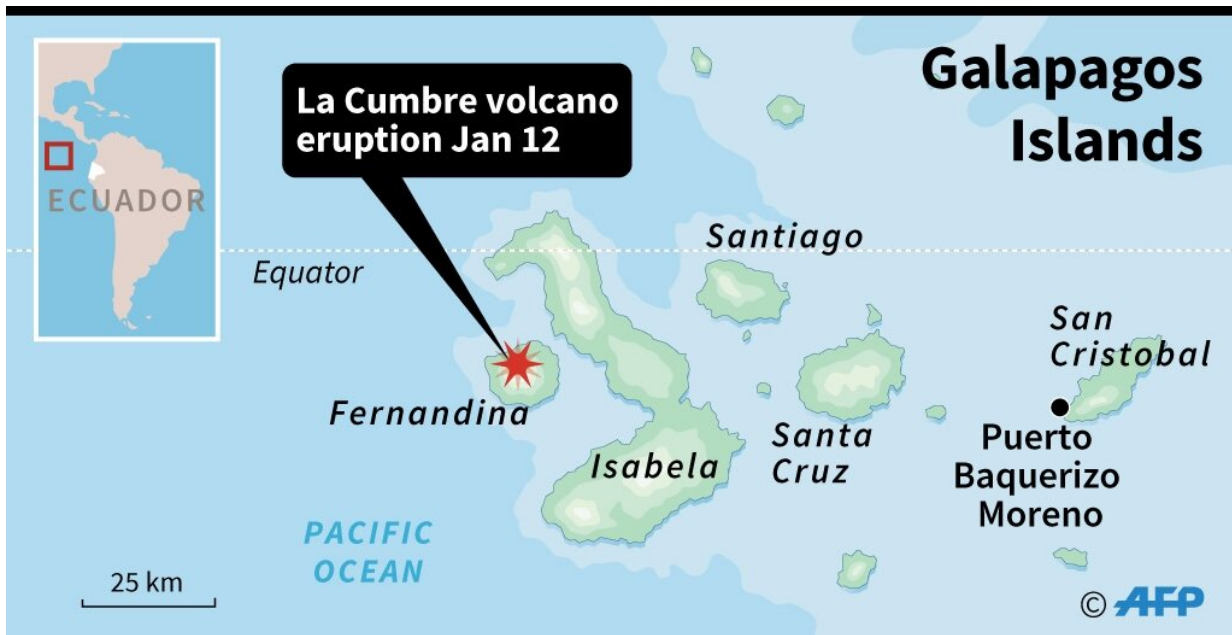 Galapagos
Islands
La Cumbre volcano
eruption Jan 12
ECUADOR
Equator
Santiago
San
Cristobal
Fernandina
Isabela
Santa
Cruz
Puerto
Baquerizo
Moreno
PACIFIC
OCEAN
25 km
© AFP